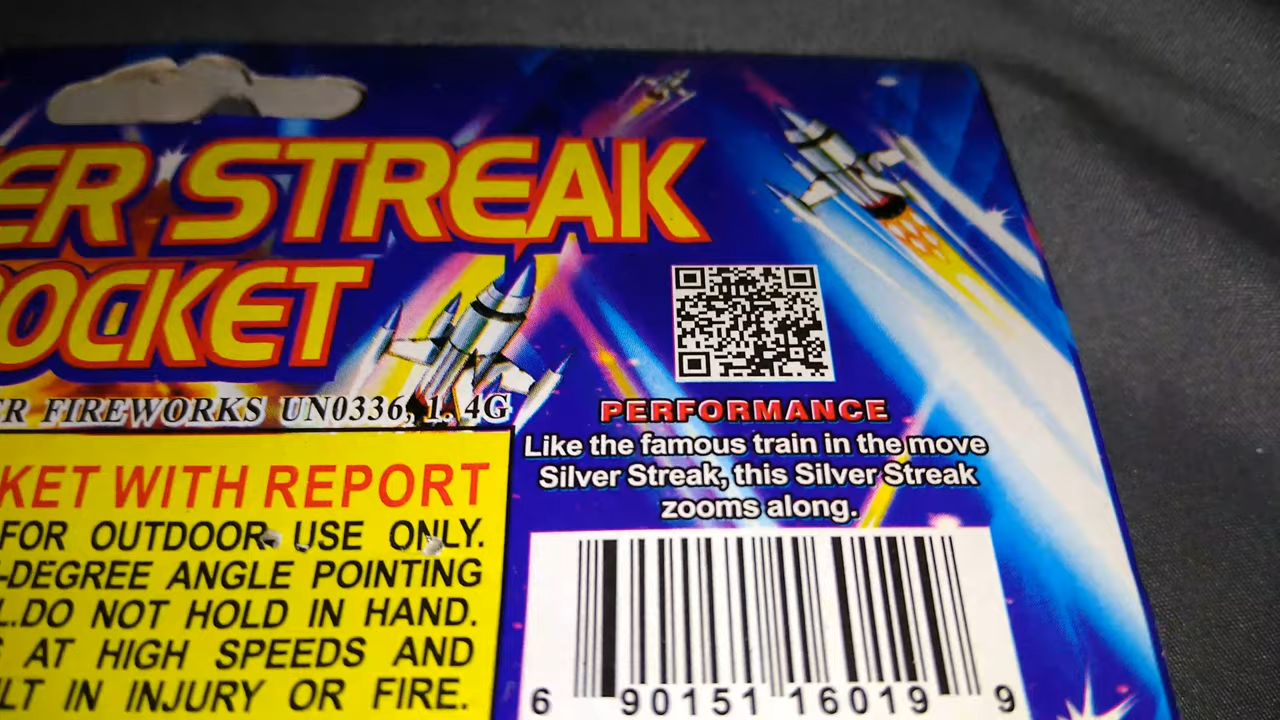 ER STREAK
OCKET
ER FIREWORKS UN0336, 1.4G
KET WITH REPORT
FOR OUTDOOR USE ONLY.
-DEGREE ANGLE POINTING
L.DO NOT HOLD IN HAND.
AT HIGH SPEEDS AND
LT IN INJURY OR FIRE.
PERFORMANCE
Like the famous train in the move
Silver Streak, this Silver Streak
zooms along.
6 90151 16019 9